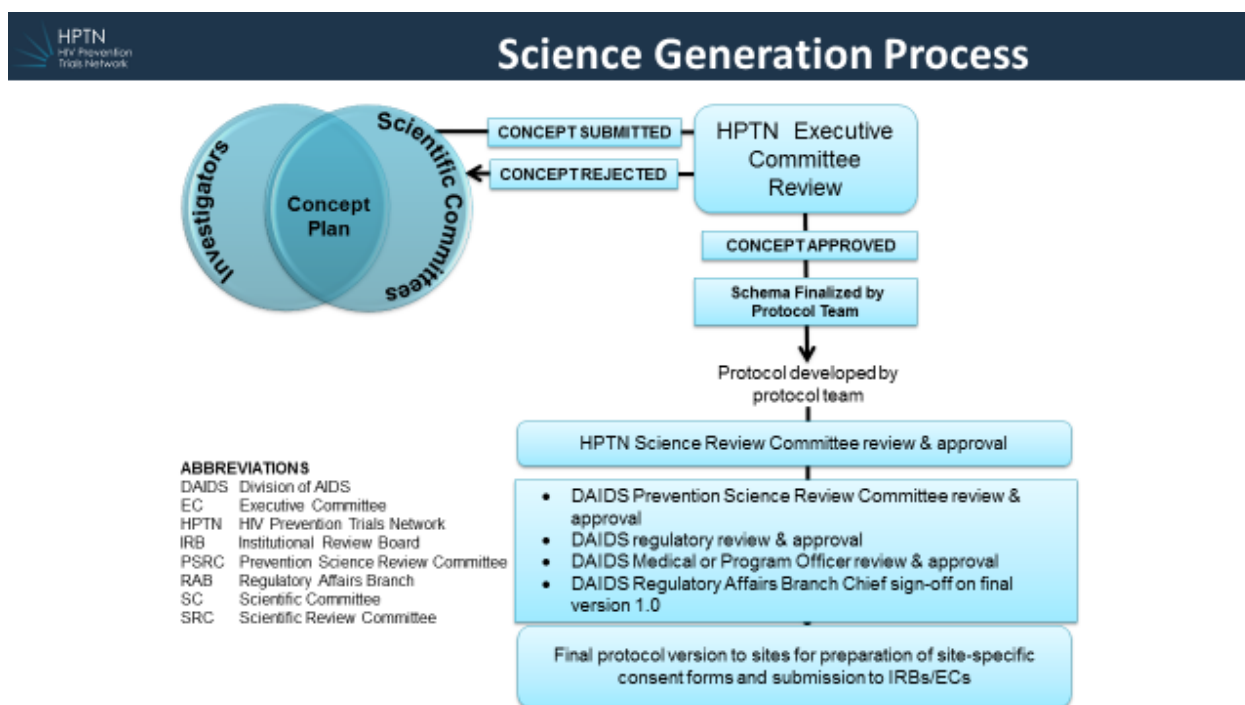 HPTN
HIV Prevention
Trials Network
Science Generation Process
Investigators
Concept
Plan
Scientific Committees
CONCEPT SUBMITTED
CONCEPT REJECTED
HPTN Executive
Committee
Review
CONCEPT APPROVED
Schema Finalized by
Protocol Team
Protocol developed by
protocol team
HPTN Science Review Committee review & approval
• DAIDS Prevention Science Review Committee review &
approval
• DAIDS regulatory review & approval
• DAIDS Medical or Program Officer review & approval
• DAIDS Regulatory Affairs Branch Chief sign-off on final
version 1.0
Final protocol version to sites for preparation of site-specific
consent forms and submission to IRBs/ECs
ABBREVIATIONS
DAIDS Division of AIDS
EC Executive Committee
HPTN HIV Prevention Trials Network
IRB Institutional Review Board
PSRC Prevention Science Review Committee
RAB Regulatory Affairs Branch
SC Scientific Committee
SRC Scientific Review Committee